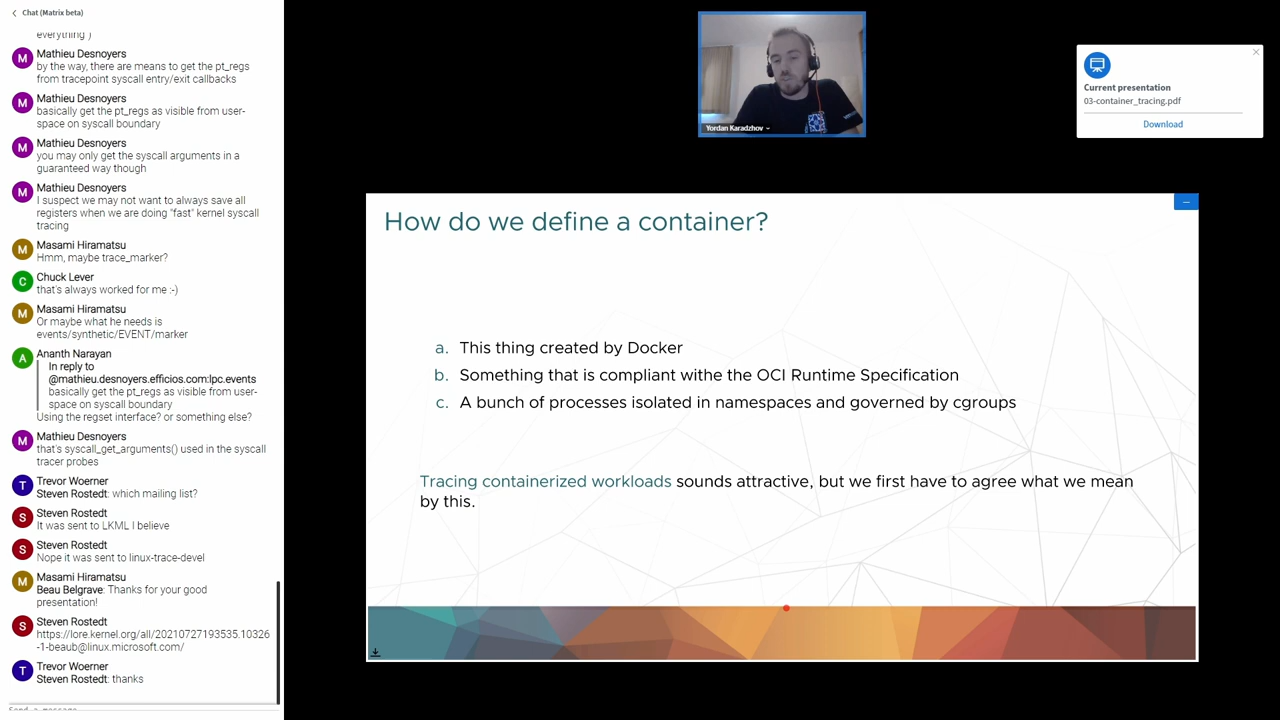 Chat (Matrix beta)
everything )
Mathieu Desnoyers
by the way, there are means to get the pt_regs
from tracepoint syscall entry/exit callbacks
Mathieu Desnoyers
basically get the pt_regs as visible from user-
space on syscall boundary
Mathieu Desnoyers
you may only get the syscall arguments in a
guaranteed way though
Mathieu Desnoyers
I suspect we may not want to always save all
registers when we are doing "fast" kernel syscall
tracing
Masami Hiramatsu
Hmm, maybe trace_marker?
Chuck Lever
that's always worked for me :-)
Masami Hiramatsu
Or maybe what he needs is
events/synthetic/EVENT/marker
Ananth Narayan
In reply to
@mathieu.desnoyers.efficios.com:lpc.events
basically get the pt_regs as visible from user-
space on syscall boundary
Using the regset interface? or something else?
Mathieu Desnoyers
that's syscall_get_arguments() used in the syscall
tracer probes
Trevor Woerner
Steven Rostedt: which mailing list?
Steven Rostedt
It was sent to LKML I believe
Steven Rostedt
Nope it was sent to linux-trace-devel
Masami Hiramatsu
Beau Belgrave: Thanks for your good
presentation!
Steven Rostedt
https://lore.kernel.org/all/20210727193535.10326
-1-beaub@linux.microsoft.com/
Trevor Woerner
Steven Rostedt: thanks
Send a message
Yordan Karadzhov
Current presentation
03-container_tracing.pdf
Download
How do we define a container?
a. This thing created by Docker
b. Something that is compliant withe the OCI Runtime Specification
c. A bunch of processes isolated in namespaces and governed by cgroups
Tracing containerized workloads sounds attractive, but we first have to agree what we mean
by this.